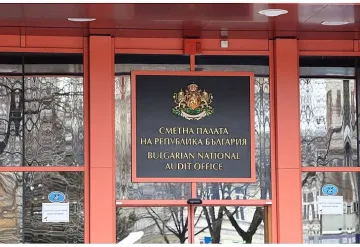 СМЕТНА ПАЛАТА
НА РЕПУБЛИКА БЪЛГАРИЯ
BULGARIAN NATIONAL
AUDIT OFFICE